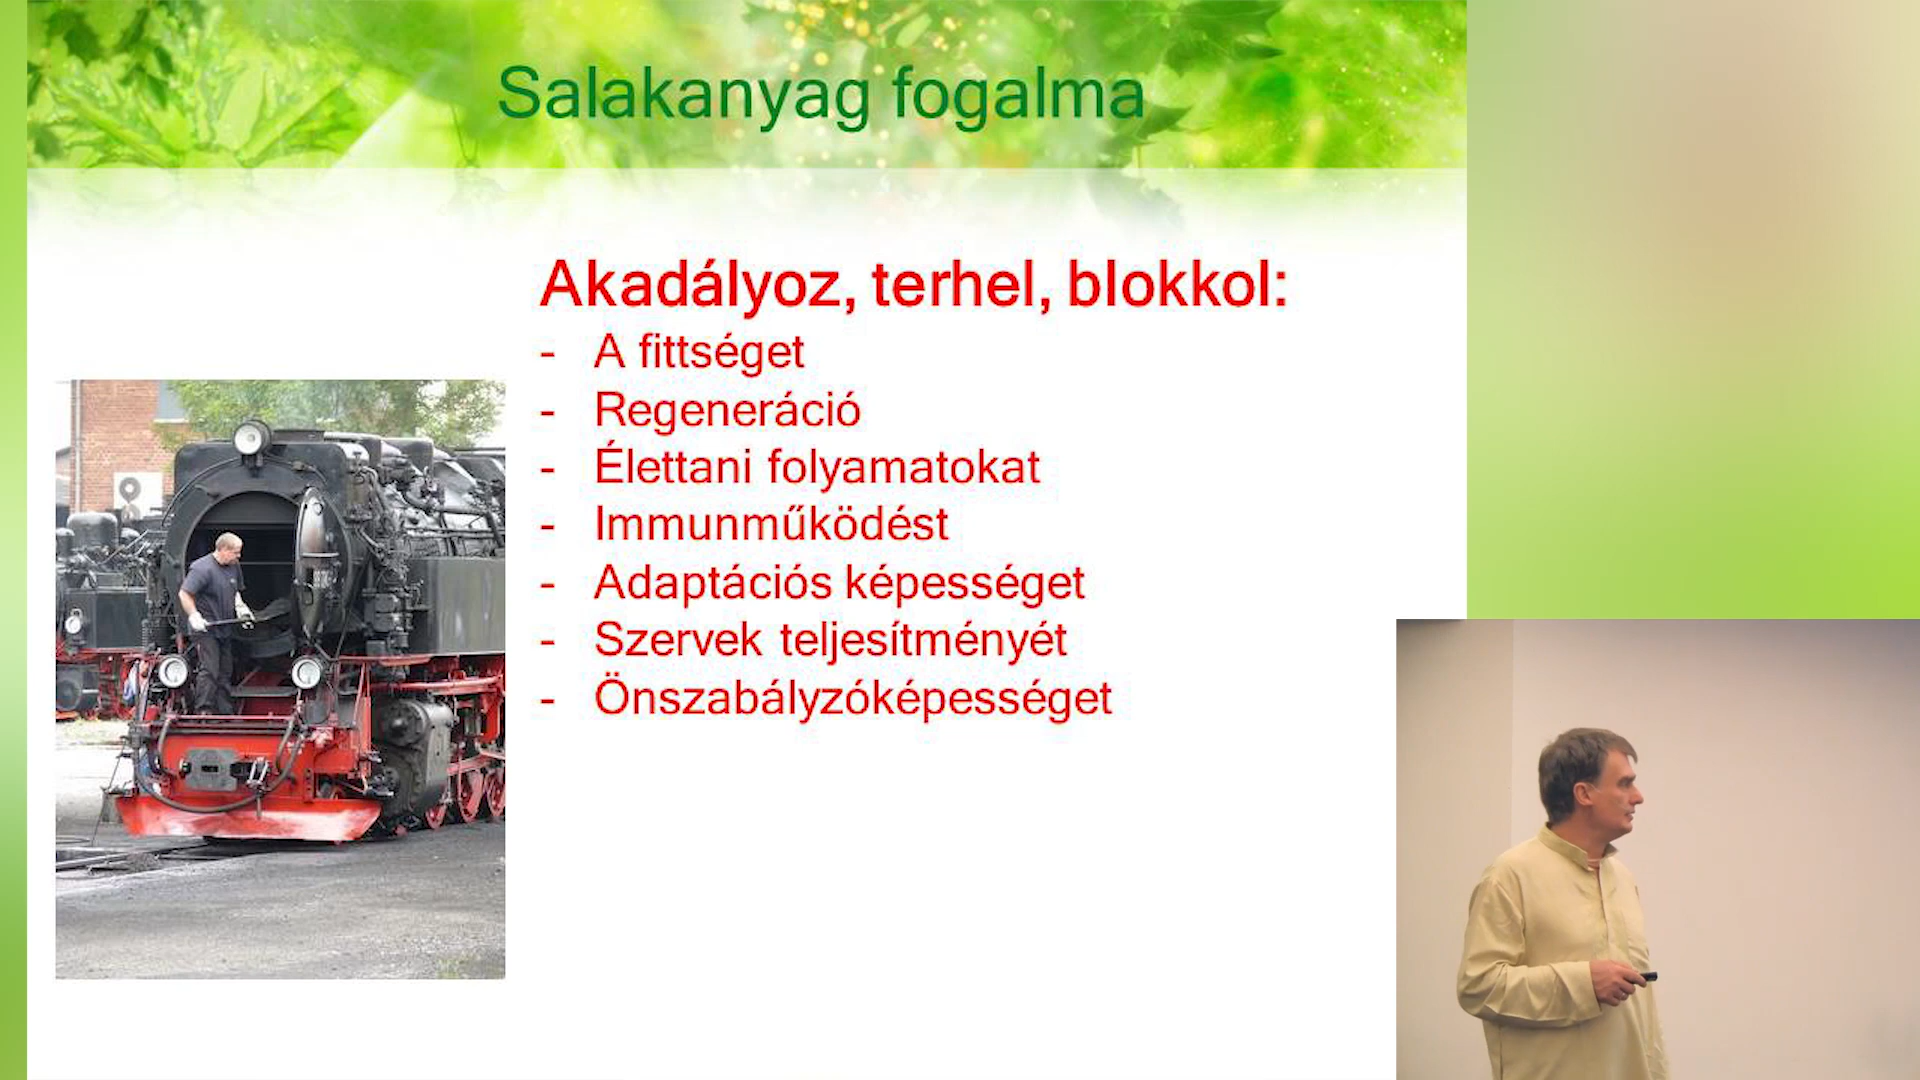 Salakanyag fogalma
Akadályoz, terhel, blokkol:
- A fittséget
- Regeneráció
- Élettani folyamatokat
- Immunműködést
- Adaptációs képességet
- Szervek teljesítményét
- Önszabályzóképességet